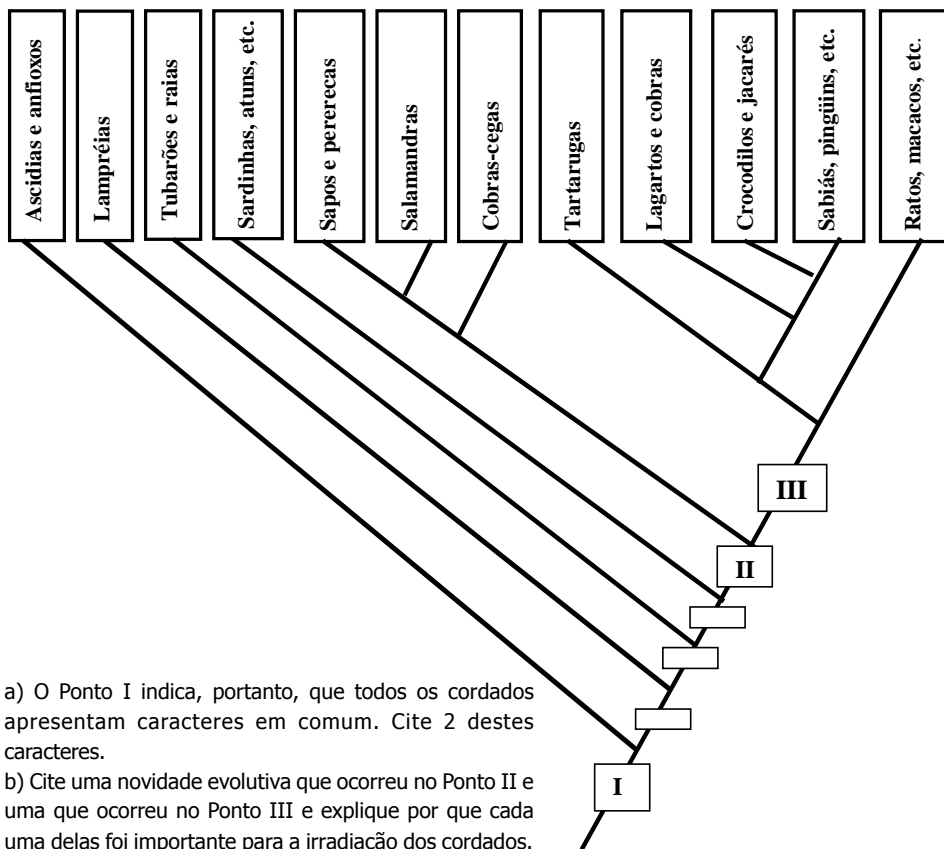 Ascidias e anfioxos
Lampréias
Tubarões e raias
Sardinhas, atuns, etc.
Sapos e pererecas
Salamandras
Cobras-cegas
Tartarugas
Lagartos e cobras
Crocodilos e jacarés
Sabiás, pingüins, etc.
Ratos, macacos, etc.
III
II
I
a) O Ponto I indica, portanto, que todos os cordados
apresentam caracteres em comum. Cite 2 destes
caracteres.
b) Cite uma novidade evolutiva que ocorreu no Ponto II e
uma que ocorreu no Ponto III e explique por que cada
uma delas foi importante para a irradiação dos cordados.